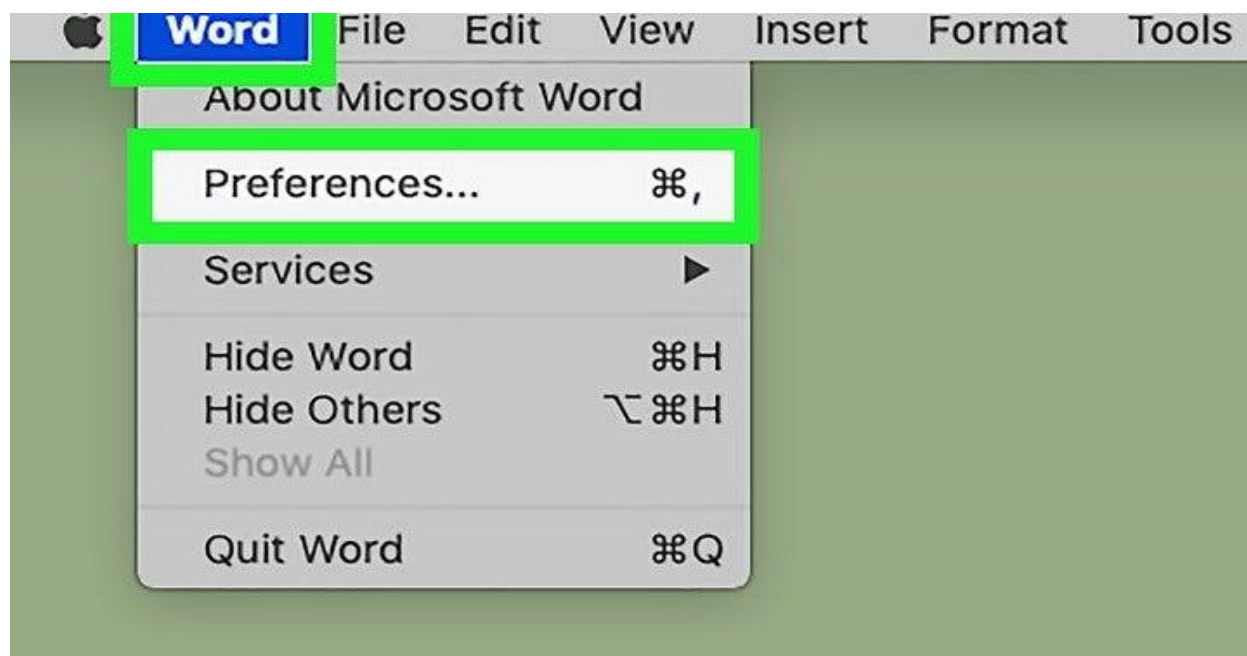 Word File Edit View Insert Format Tools
About Microsoft Word
Preferences... ⌘,
Services ▶
Hide Word ⌘H
Hide Others ⌥⌘H
Show All
Quit Word ⌘Q